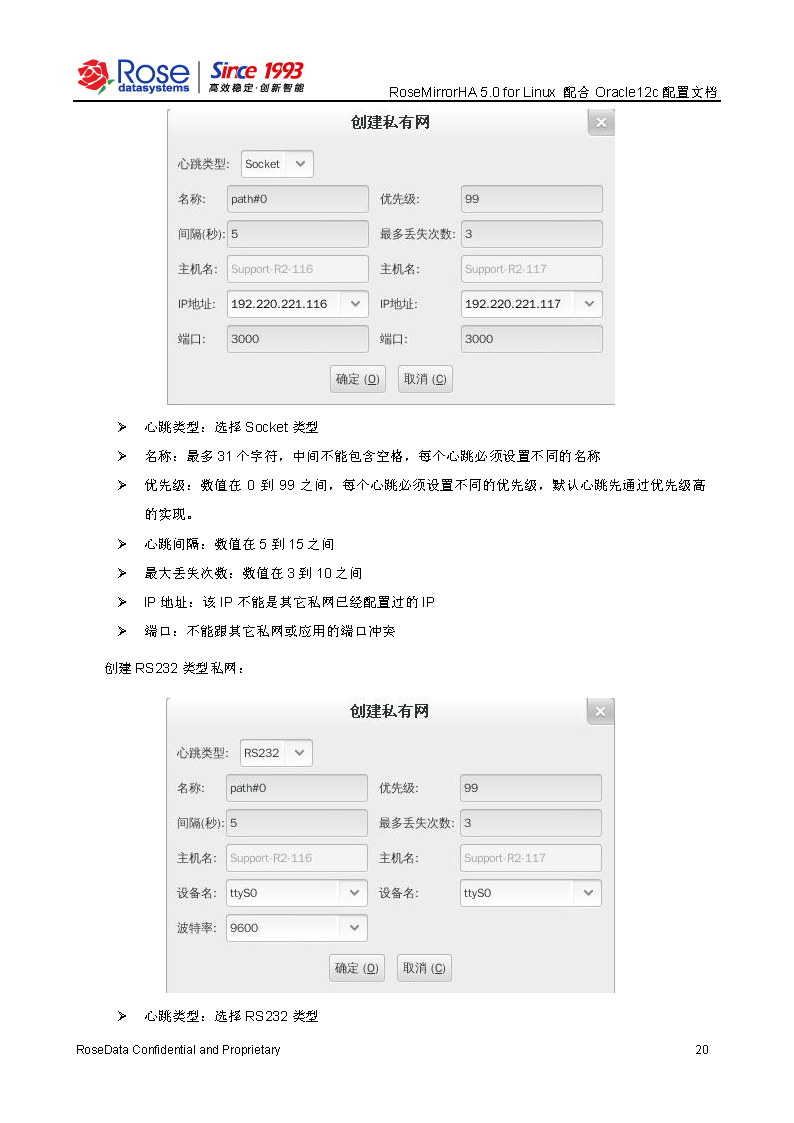 Rose
datasystems
Since 1993
高效稳定·创新智能
RoseMirrorHA 5.0 for Linux 配合 Oracle12c 配置文档
创建私有网
心跳类型: Socket
名称: path#0 优先级: 99
间隔(秒): 5 最多丢失次数: 3
主机名: Support-R2-116 主机名: Support-R2-117
IP地址: 192.220.221.116 IP地址: 192.220.221.117
端口: 3000 端口: 3000
确定 (O) 取消 (C)
➢ 心跳类型：选择 Socket 类型
➢ 名称：最多 31 个字符，中间不能包含空格，每个心跳必须设置不同的名称
➢ 优先级：数值在 0 到 99 之间，每个心跳必须设置不同的优先级，默认心跳先通过优先级高
的实现。
➢ 心跳间隔：数值在 5 到 15 之间
➢ 最大丢失次数：数值在 3 到 10 之间
➢ IP 地址：该 IP 不能是其它私网已经配置过的 IP
➢ 端口：不能跟其它私网或应用的端口冲突
创建 RS232 类型私网：
创建私有网
心跳类型: RS232
名称: path#0 优先级: 99
间隔(秒): 5 最多丢失次数: 3
主机名: Support-R2-116 主机名: Support-R2-117
设备名: ttyS0 设备名: ttyS0
波特率: 9600
确定 (O) 取消 (C)
➢ 心跳类型：选择 RS232 类型
RoseData Confidential and Proprietary 20